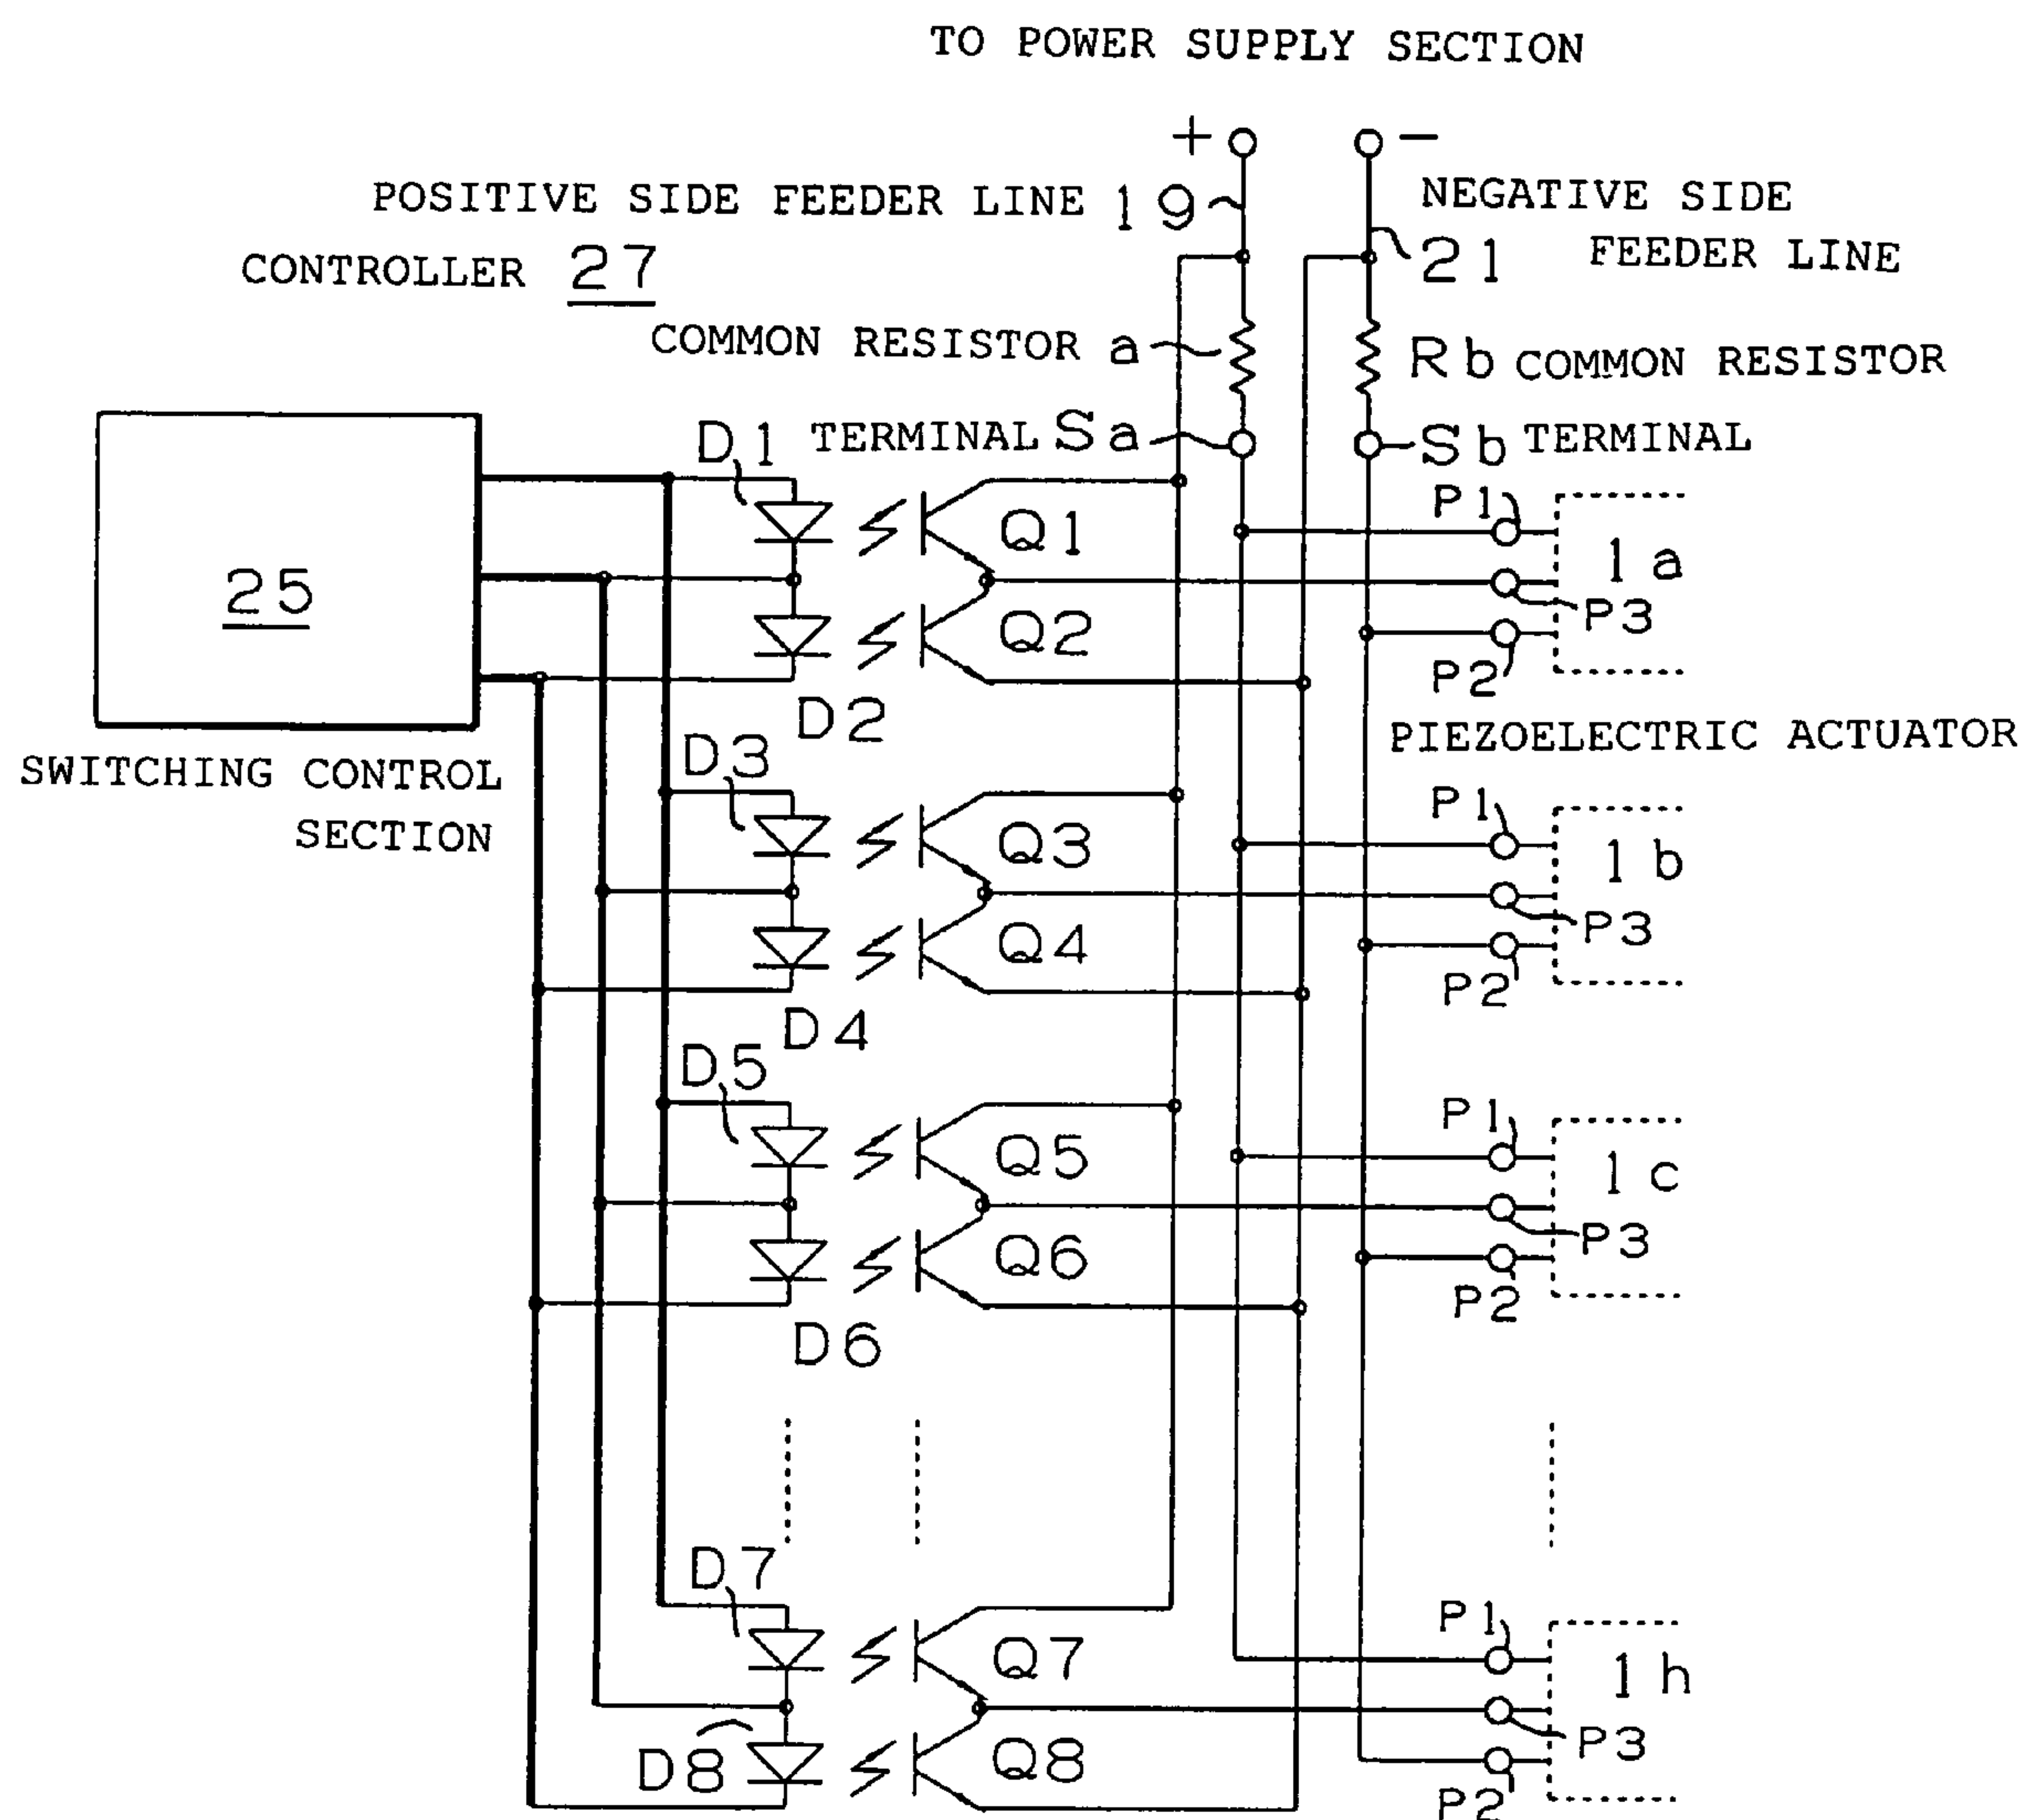 TO POWER SUPPLY SECTION
+ −
POSITIVE SIDE FEEDER LINE 19
NEGATIVE SIDE
21 FEEDER LINE
CONTROLLER 27
COMMON RESISTOR a
Rb COMMON RESISTOR
D1 TERMINAL Sa
Sb TERMINAL
25
SWITCHING CONTROL
SECTION
Q1
P1
1a
P3
Q2
P2
D2
PIEZOELECTRIC ACTUATOR
D3
P1
Q3
1b
P3
Q4
P2
D4
D5
P1
Q5
1c
P3
Q6
P2
D6
D7
P1
Q7
1h
P3
D8
Q8
P2